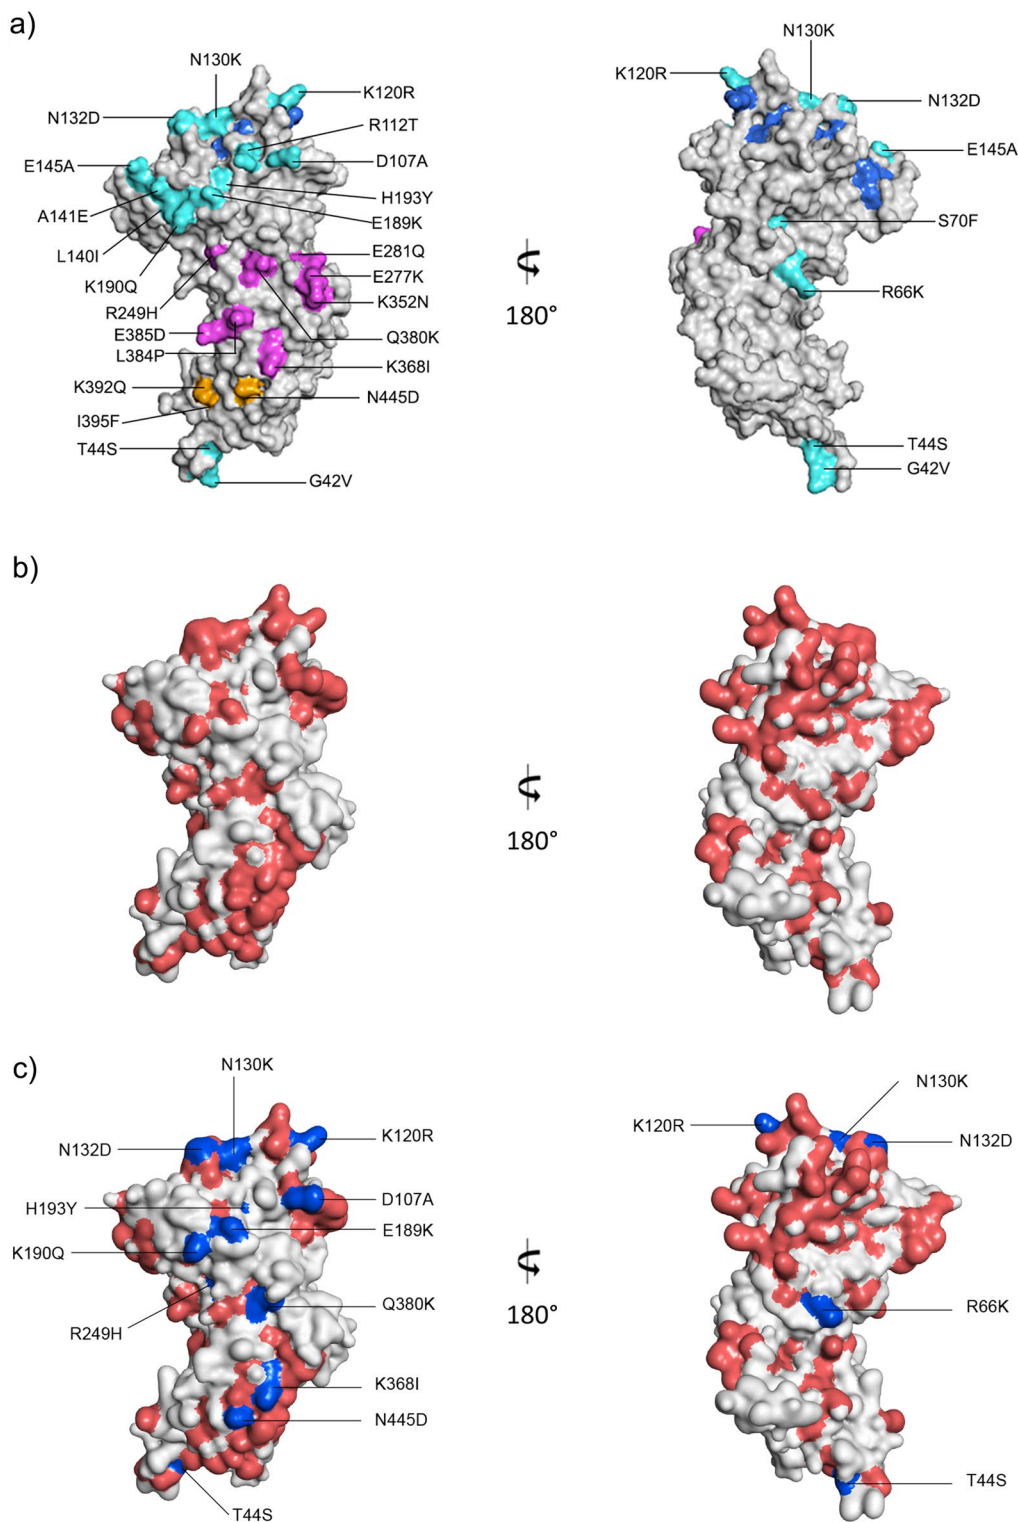 a)
N130K
N132D
K120R
R112T
D107A
E145A
H193Y
A141E
E189K
L140I
E281Q
K190Q
E277K
R249H
K352N
E385D
Q380K
L384P
K368I
K392Q
N445D
I395F
T44S
G42V
180°
N130K
K120R
N132D
E145A
S70F
R66K
T44S
G42V
b)
180°
c)
N130K
N132D
K120R
H193Y
D107A
K190Q
E189K
Q380K
R249H
K368I
N445D
T44S
180°
N130K
K120R
N132D
R66K
T44S